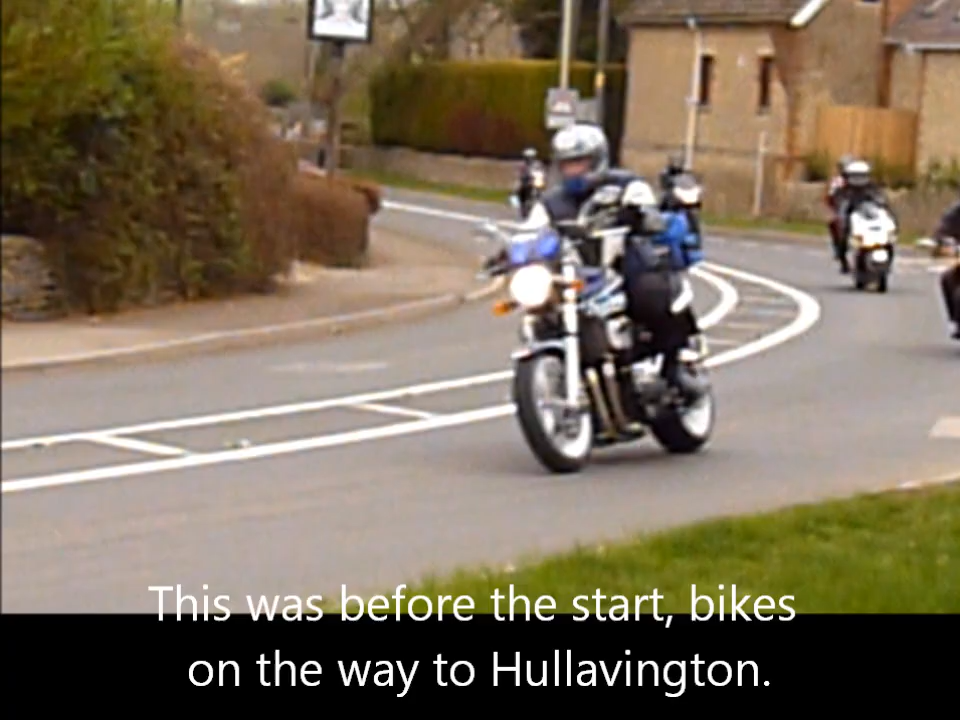 This was before the start, bikes
on the way to Hullavington.